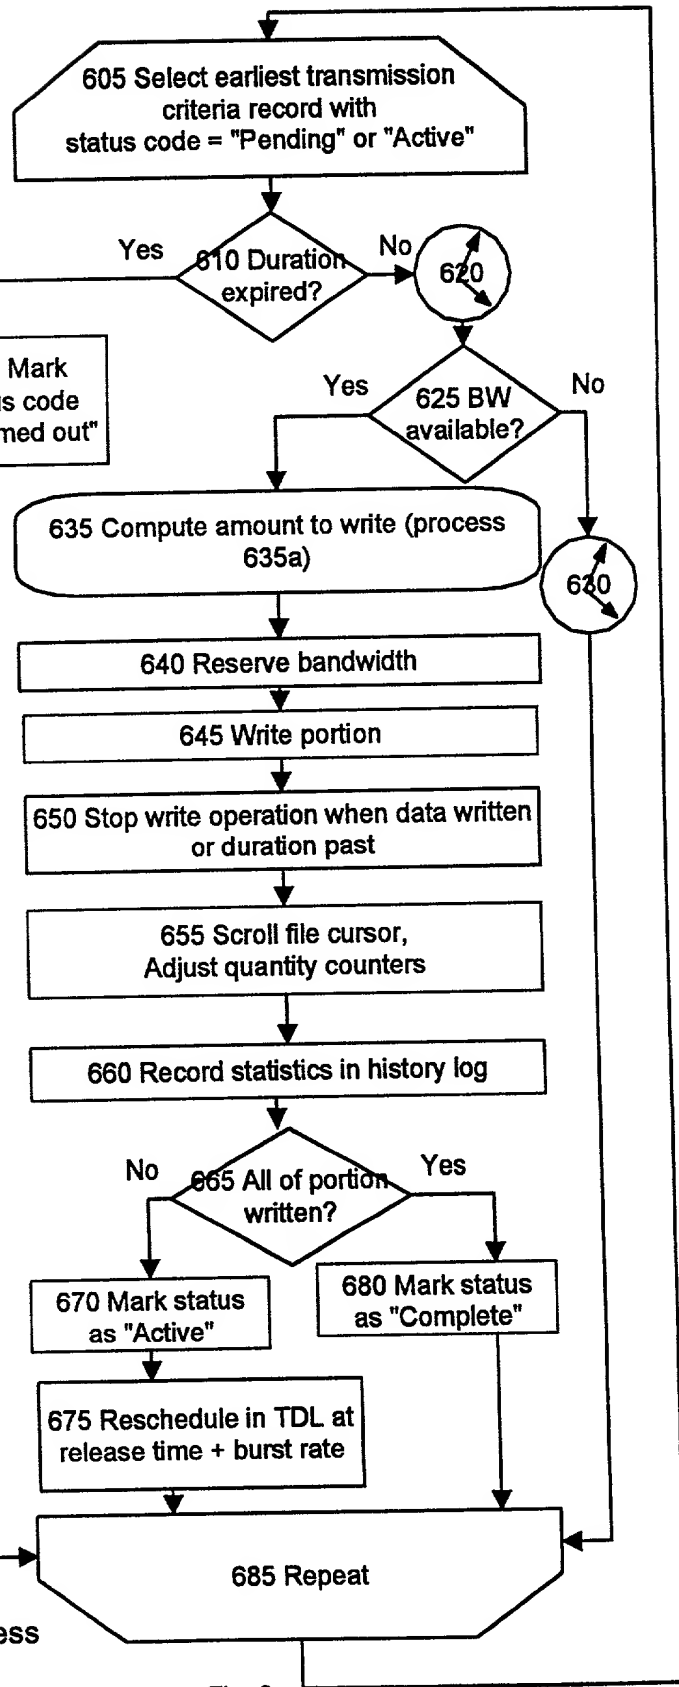 605 Select earliest transmission
criteria record with
status code = "Pending" or "Active"
Yes
610 Duration
expired?
No
620
Mark
code
out"
Yes
625 BW
available?
No
635 Compute amount to write (process
635a)
630
640 Reserve bandwidth
645 Write portion
650 Stop write operation when data written
or duration past
655 Scroll file cursor,
Adjust quantity counters
660 Record statistics in history log
No
665 All of portion
written?
Yes
670 Mark status
as "Active"
680 Mark status
as "Complete"
675 Reschedule in TDL at
release time + burst rate
685 Repeat